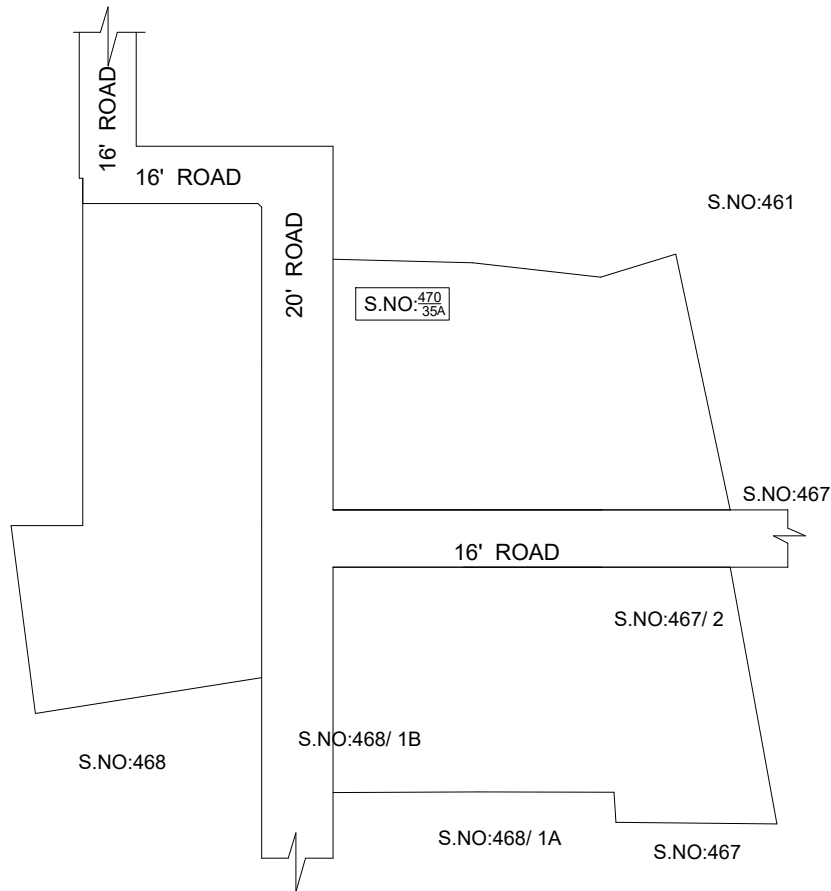 16' ROAD
16' ROAD
S.NO:461
20' ROAD
S.NO:470/35A
S.NO:467
16' ROAD
S.NO:467/ 2
S.NO:468/ 1B
S.NO:468
S.NO:468/ 1A
S.NO:467